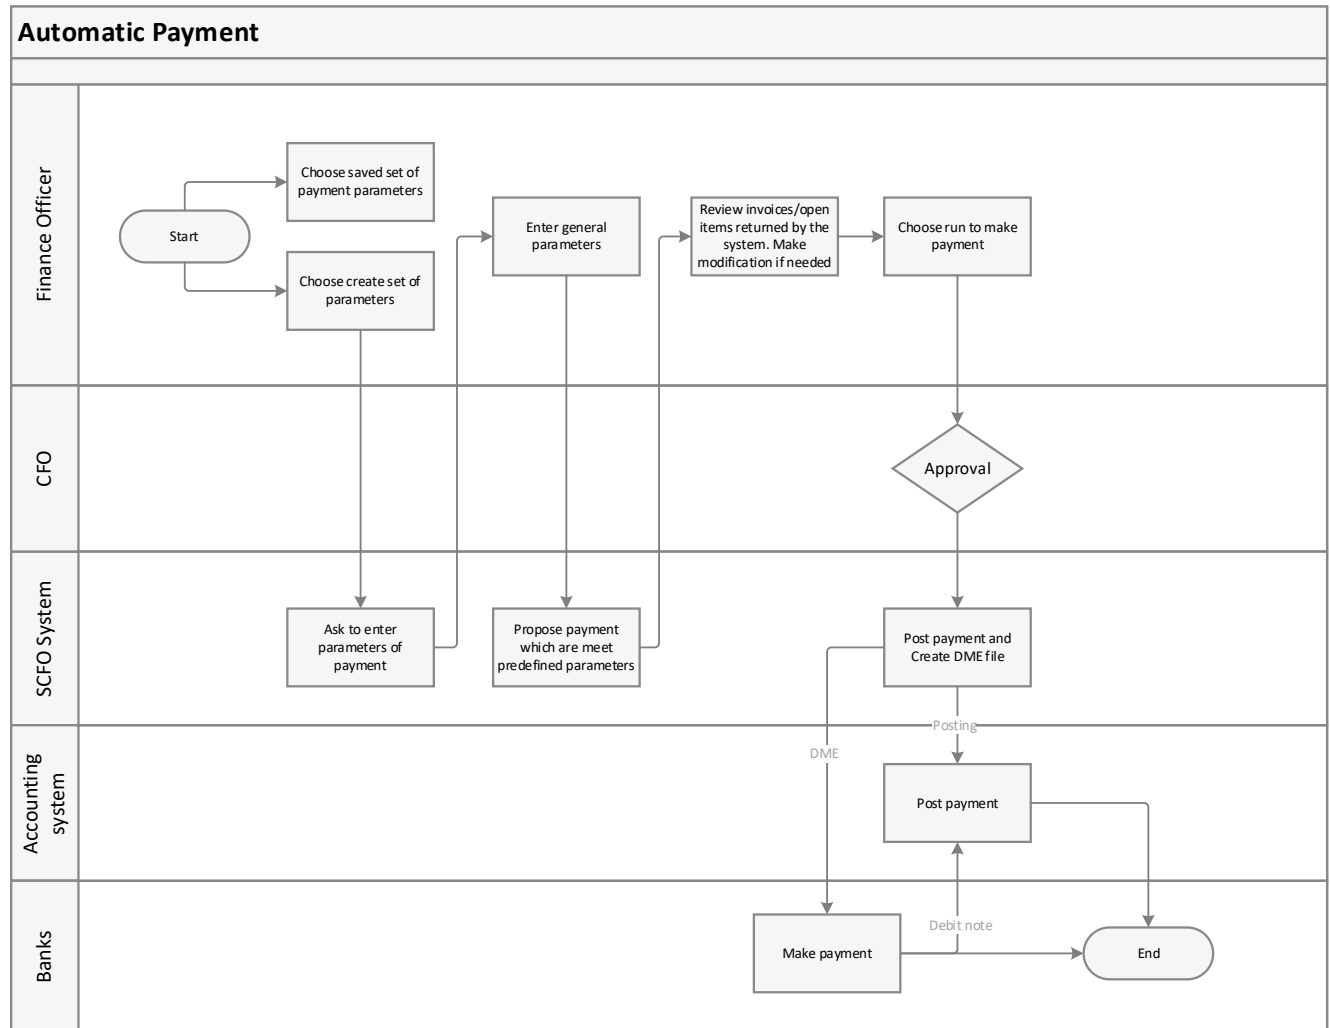 Automatic Payment
Finance Officer
Start
Choose saved set of
payment parameters
Choose create set of
parameters
Enter general
parameters
Review invoices/open
items returned by the
system. Make
modification if needed
Choose run to make
payment
CFO
Approval
SCFO System
Ask to enter
parameters of
payment
Propose payment
which are meet
predefined parameters
Post payment and
Create DME file
Posting
DME
Accounting
system
Post payment
Banks
Make payment
Debit note
End